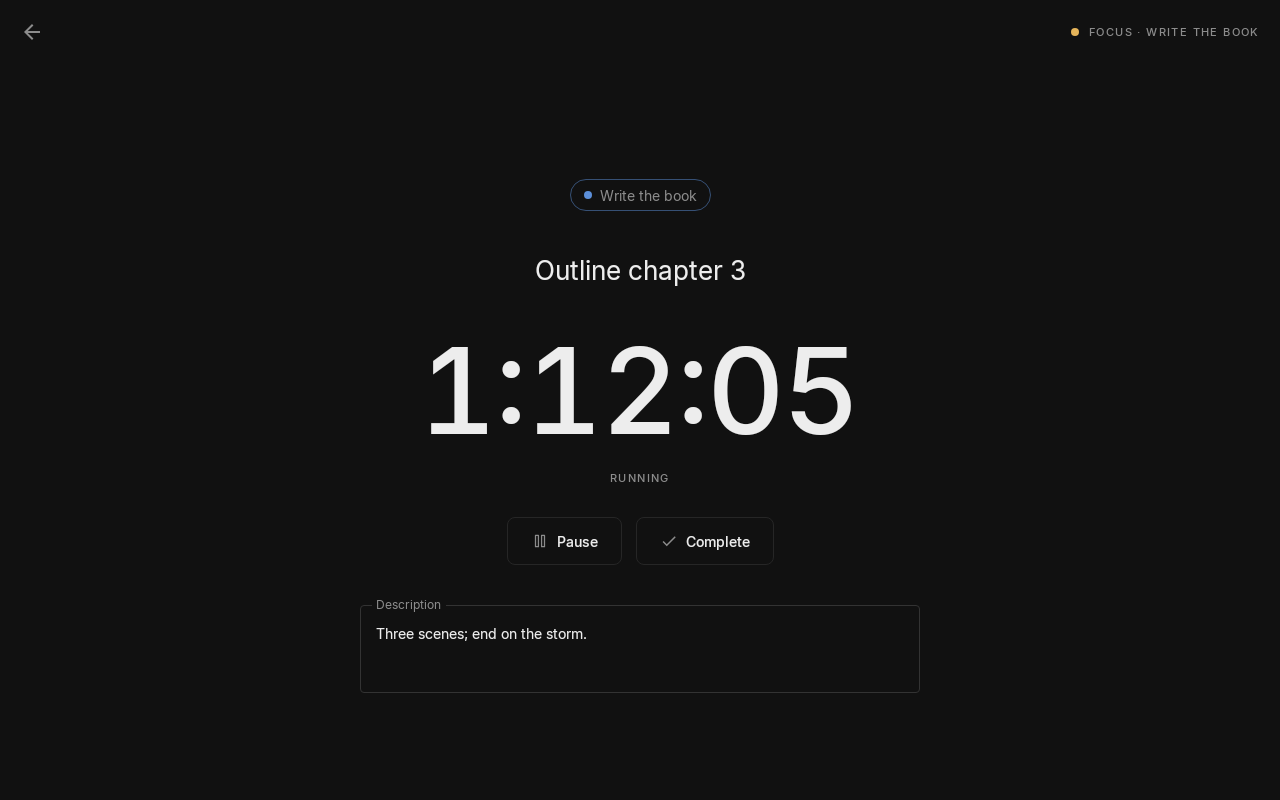 FOCUS · WRITE THE BOOK
Write the book
Outline chapter 3
1:12:05
RUNNING
Pause
Complete
Description
Three scenes; end on the storm.